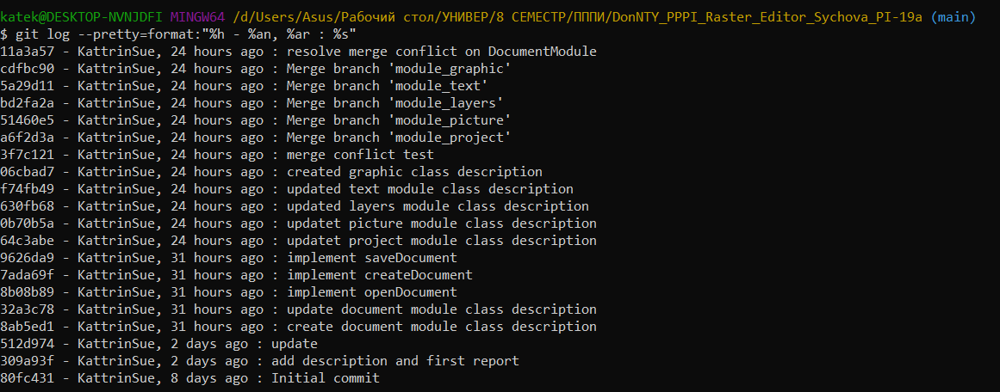 katek@DESKTOP-NVNJDFI MINGW64 /d/Users/Asus/Рабочий стол/УНИВЕР/8 СЕМЕСТР/ПППИ/DonNTY_PPPI_Raster_Editor_Sychova_PI-19a (main)
$ git log --pretty=format:"%h - %an, %ar : %s"
11a3a57 - KattrinSue, 24 hours ago : resolve merge conflict on DocumentModule
cdfbc90 - KattrinSue, 24 hours ago : Merge branch 'module_graphic'
5a29d11 - KattrinSue, 24 hours ago : Merge branch 'module_text'
bd2fa2a - KattrinSue, 24 hours ago : Merge branch 'module_layers'
51460e5 - KattrinSue, 24 hours ago : Merge branch 'module_picture'
a6f2d3a - KattrinSue, 24 hours ago : Merge branch 'module_project'
3f7c121 - KattrinSue, 24 hours ago : merge conflict test
06cbad7 - KattrinSue, 24 hours ago : created graphic class description
f74fb49 - KattrinSue, 24 hours ago : updated text module class description
630fb68 - KattrinSue, 24 hours ago : updated layers module class description
0b70b5a - KattrinSue, 24 hours ago : updatet picture module class description
64c3abe - KattrinSue, 24 hours ago : updatet project module class description
9626da9 - KattrinSue, 31 hours ago : implement saveDocument
7ada69f - KattrinSue, 31 hours ago : implement createDocument
8b08b89 - KattrinSue, 31 hours ago : implement openDocument
32a3c78 - KattrinSue, 31 hours ago : update document module class description
8ab5ed1 - KattrinSue, 31 hours ago : create document module class description
512d974 - KattrinSue, 2 days ago : update
309a93f - KattrinSue, 2 days ago : add description and first report
80fc431 - KattrinSue, 8 days ago : Initial commit